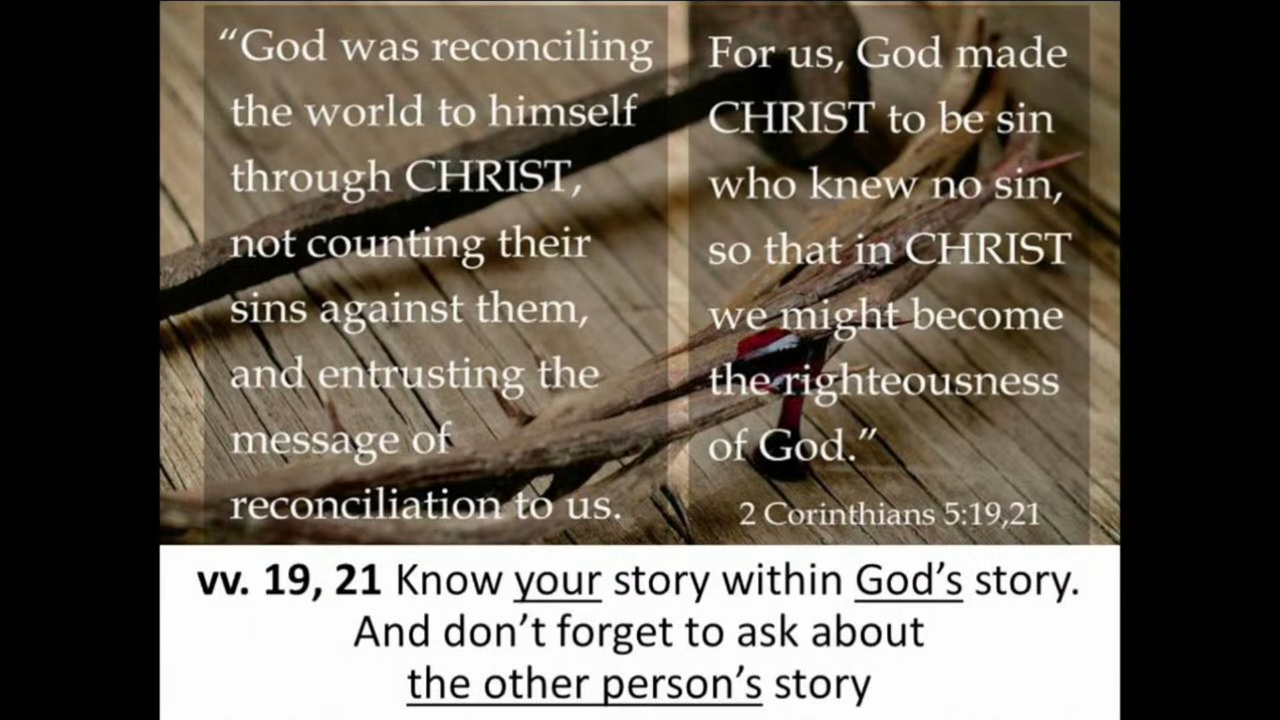 “God was reconciling
the world to himself
through CHRIST,
not counting their
sins against them,
and entrusting the
message of
reconciliation to us.
For us, God made
CHRIST to be sin
who knew no sin,
so that in CHRIST
we might become
the righteousness
of God.”
2 Corinthians 5:19,21
vv. 19, 21 Know your story within God’s story.
And don’t forget to ask about
the other person’s story